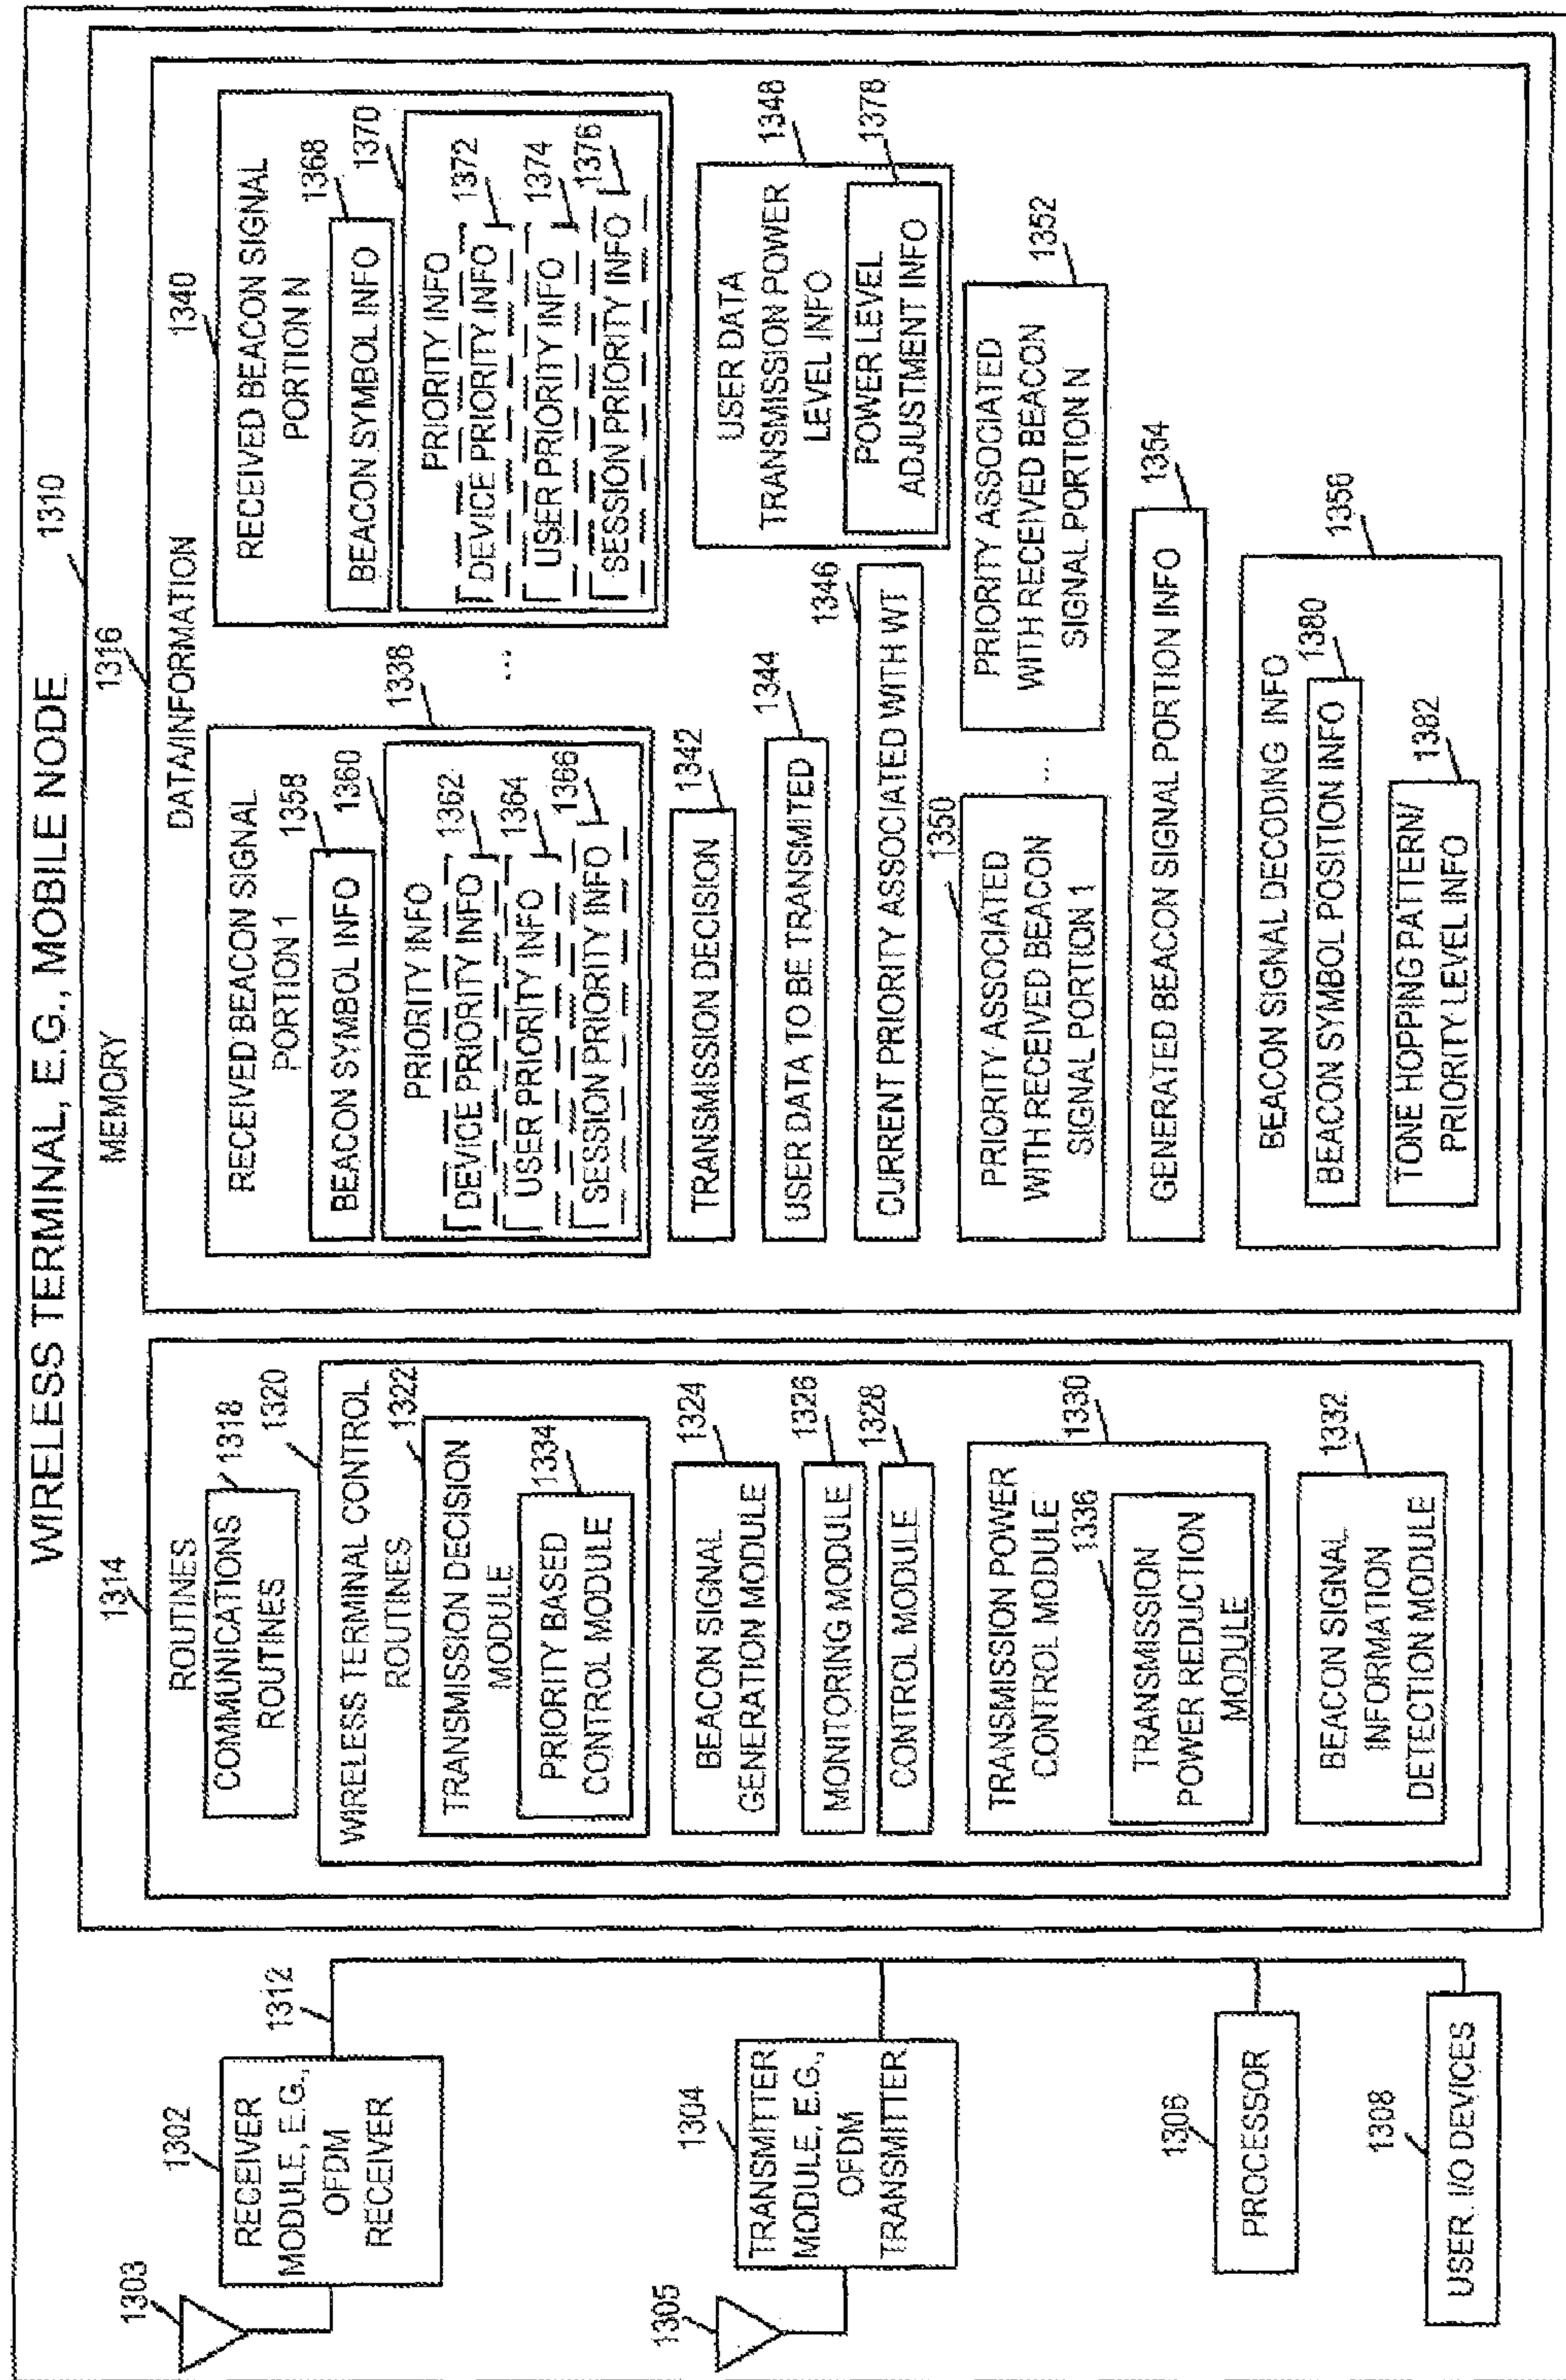 WIRELESS TERMINAL, E.G., MOBILE NODE
1310
1303
1302
RECEIVER
MODULE, E.G.,
OFDM
RECEIVER
1312
1305
1304
TRANSMITTER
MODULE, E.G.,
OFDM
TRANSMITTER
1306
PROCESSOR
1308
USER I/O DEVICES
MEMORY
1314
ROUTINES
1318
COMMUNICATIONS
ROUTINES
1320
WIRELESS TERMINAL CONTROL
ROUTINES
1322
TRANSMISSION DECISION
MODULE
1334
PRIORITY BASED
CONTROL MODULE
1324
BEACON SIGNAL
GENERATION MODULE
1326
MONITORING MODULE
1328
CONTROL MODULE
1330
TRANSMISSION POWER
CONTROL MODULE
1336
TRANSMISSION
POWER REDUCTION
MODULE
1332
BEACON SIGNAL
INFORMATION
DETECTION MODULE
1316
DATA/INFORMATION
1338
RECEIVED BEACON SIGNAL
PORTION 1
1358
BEACON SYMBOL INFO
1360
PRIORITY INFO
1362
DEVICE PRIORITY INFO
1364
USER PRIORITY INFO
1366
SESSION PRIORITY INFO
...
1340
RECEIVED BEACON SIGNAL
PORTION N
1368
BEACON SYMBOL INFO
1370
PRIORITY INFO
1372
DEVICE PRIORITY INFO
1374
USER PRIORITY INFO
1376
SESSION PRIORITY INFO
1342
TRANSMISSION DECISION
1344
USER DATA TO BE TRANSMITED
1346
CURRENT PRIORITY ASSOCIATED WITH WT
1348
USER DATA
TRANSMISSION POWER
LEVEL INFO
1378
POWER LEVEL
ADJUSTMENT INFO
1350
PRIORITY ASSOCIATED
WITH RECEIVED BEACON
SIGNAL PORTION 1
...
1352
PRIORITY ASSOCIATED
WITH RECEIVED BEACON
SIGNAL PORTION N
1354
GENERATED BEACON SIGNAL PORTION INFO
1356
BEACON SIGNAL DECODING INFO
1380
BEACON SYMBOL POSITION INFO
1382
TONE HOPPING PATTERN/
PRIORITY LEVEL INFO